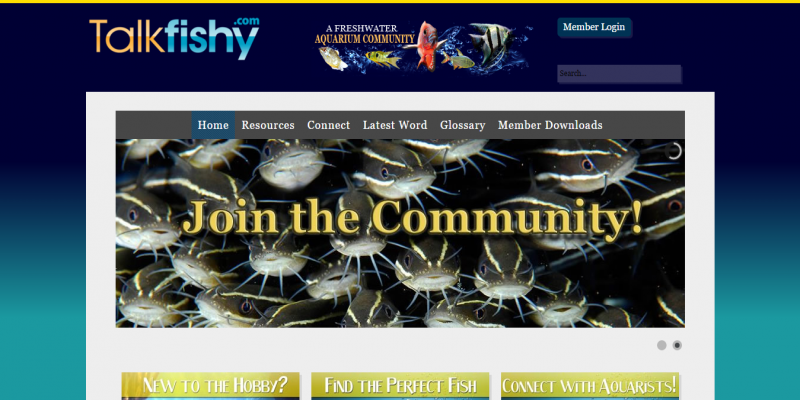 Talkfishy.com
A FRESHWATER
AQUARIUM COMMUNITY
Member Login
Search...
Home Resources Connect Latest Word Glossary Member Downloads
Join the Community!
New to the Hobby? Find the Perfect Fish Connect With Aquarists!